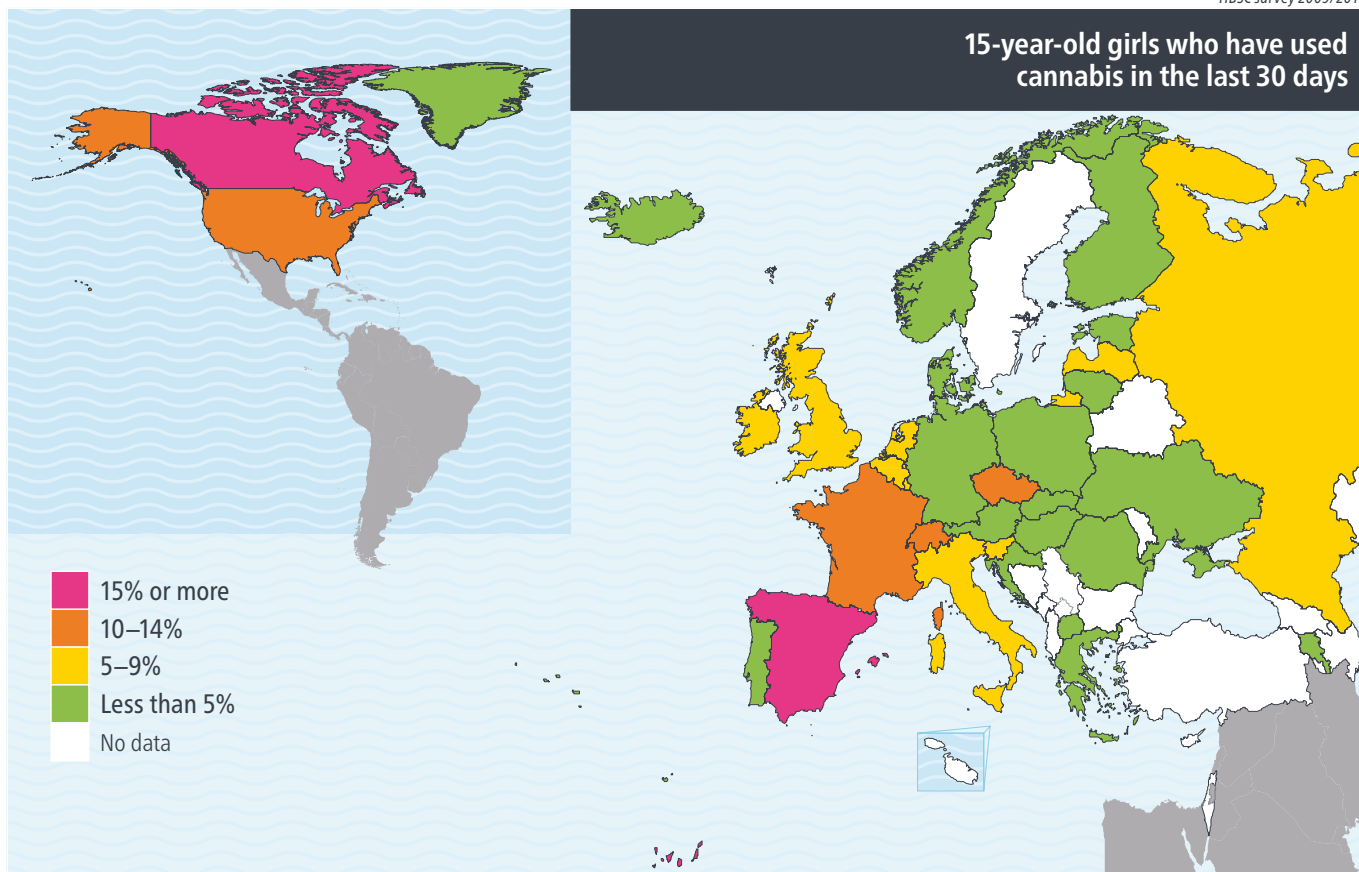 15-year-old girls who have used
cannabis in the last 30 days
15% or more
10–14%
5–9%
Less than 5%
No data